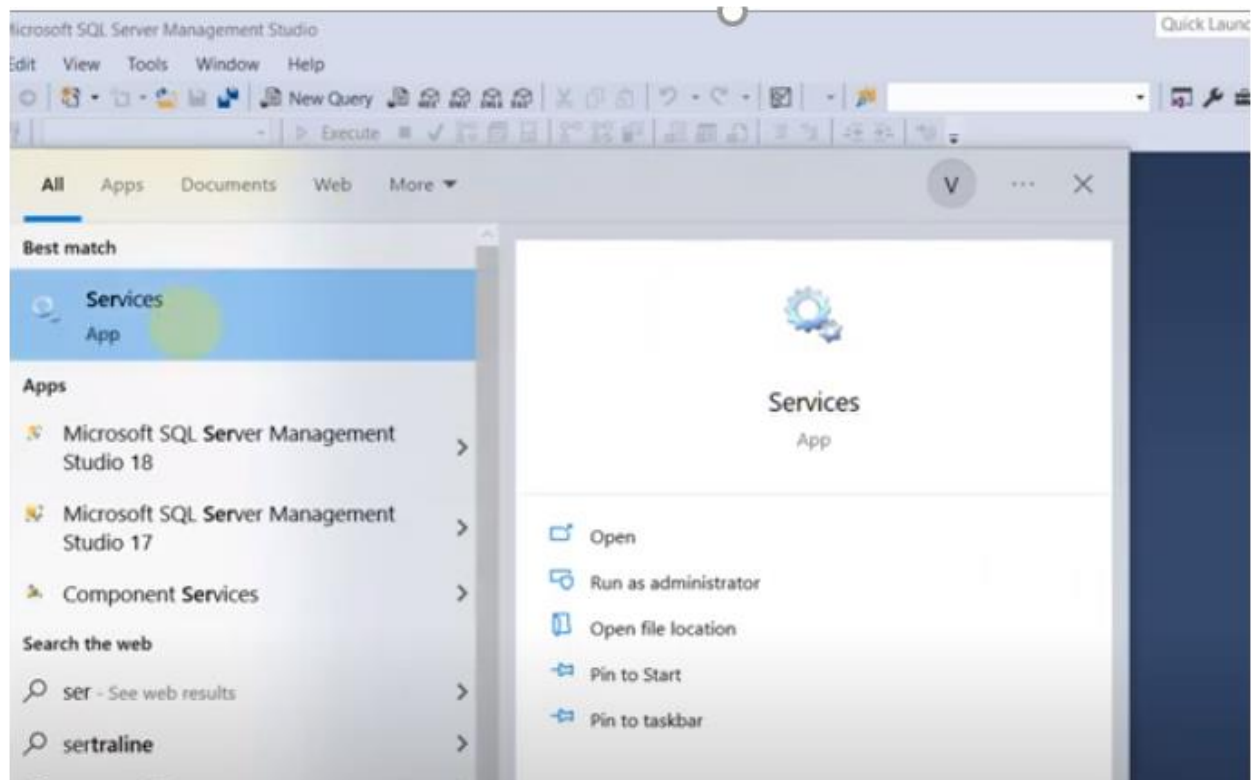 Microsoft SQL Server Management Studio
Quick Launc
Edit View Tools Window Help
New Query
Execute
All Apps Documents Web More
V
Best match
Services
App
Apps
Microsoft SQL Server Management
Studio 18
Microsoft SQL Server Management
Studio 17
Component Services
Search the web
ser - See web results
sertraline
Services
App
Open
Run as administrator
Open file location
Pin to Start
Pin to taskbar